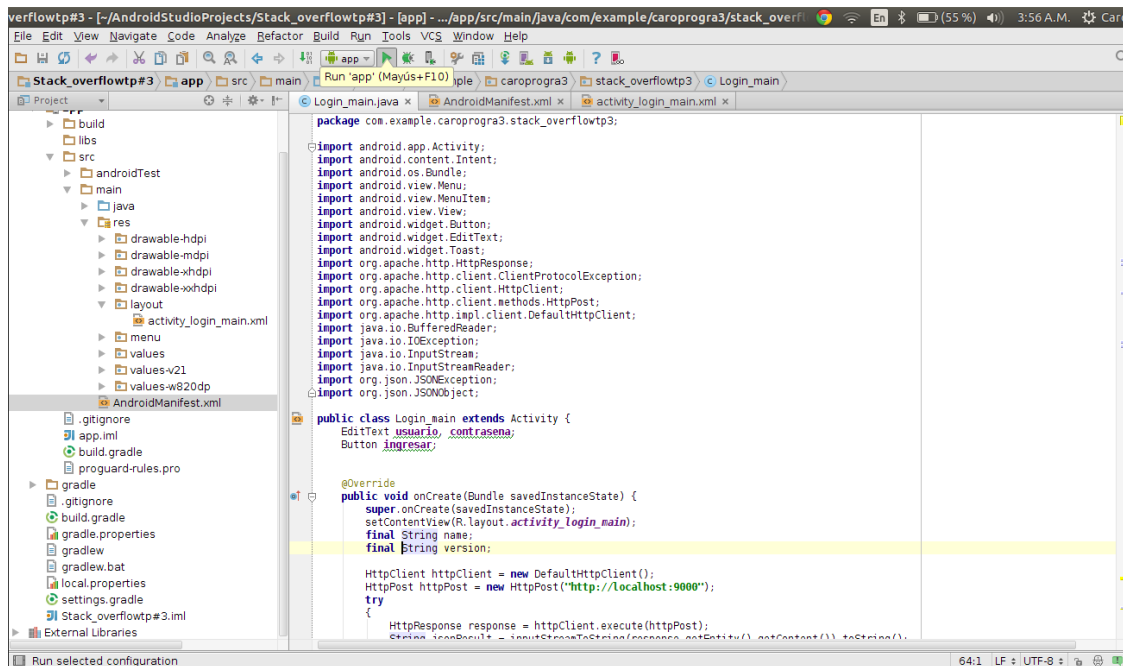 verflowtp#3 - [~/AndroidStudioProjects/Stack_overflowtp#3] - [app] - .../app/src/main/java/com/example/caroprogra3/stack_overfl
En (55 %) 3:56 A.M. Car
File Edit View Navigate Code Analyze Refactor Build Run Tools VCS Window Help
app
Stack_overflowtp#3 app src main ple caroprogra3 stack_overflowtp3 Login_main
Run 'app' (Mayús+F10)
Project
Login_main.java × AndroidManifest.xml × activity_login_main.xml ×
app
build
libs
src
androidTest
main
java
res
drawable-hdpi
drawable-mdpi
drawable-xhdpi
drawable-xxhdpi
layout
activity_login_main.xml
menu
values
values-v21
values-w820dp
AndroidManifest.xml
.gitignore
app.iml
build.gradle
proguard-rules.pro
gradle
.gitignore
build.gradle
gradle.properties
gradlew
gradlew.bat
local.properties
settings.gradle
Stack_overflowtp#3.iml
External Libraries
package com.example.caroprogra3.stack_overflowtp3;
import android.app.Activity;
import android.content.Intent;
import android.os.Bundle;
import android.view.Menu;
import android.view.MenuItem;
import android.view.View;
import android.widget.Button;
import android.widget.EditText;
import android.widget.Toast;
import org.apache.http.HttpResponse;
import org.apache.http.client.ClientProtocolException;
import org.apache.http.client.HttpClient;
import org.apache.http.client.methods.HttpPost;
import org.apache.http.impl.client.DefaultHttpClient;
import java.io.BufferedReader;
import java.io.IOException;
import java.io.InputStream;
import java.io.InputStreamReader;
import org.json.JSONException;
import org.json.JSONObject;
public class Login_main extends Activity {
EditText usuario, contrasena;
Button ingresar;
@Override
public void onCreate(Bundle savedInstanceState) {
super.onCreate(savedInstanceState);
setContentView(R.layout.activity_login_main);
final String name;
final String version;
HttpClient httpClient = new DefaultHttpClient();
HttpPost httpPost = new HttpPost("http://localhost:9000");
try
{
HttpResponse response = httpClient.execute(httpPost);
String jsonResult = inputStreamToString(response.getEntity().getContent()).toString();
Run selected configuration
64:1 LF UTF-8